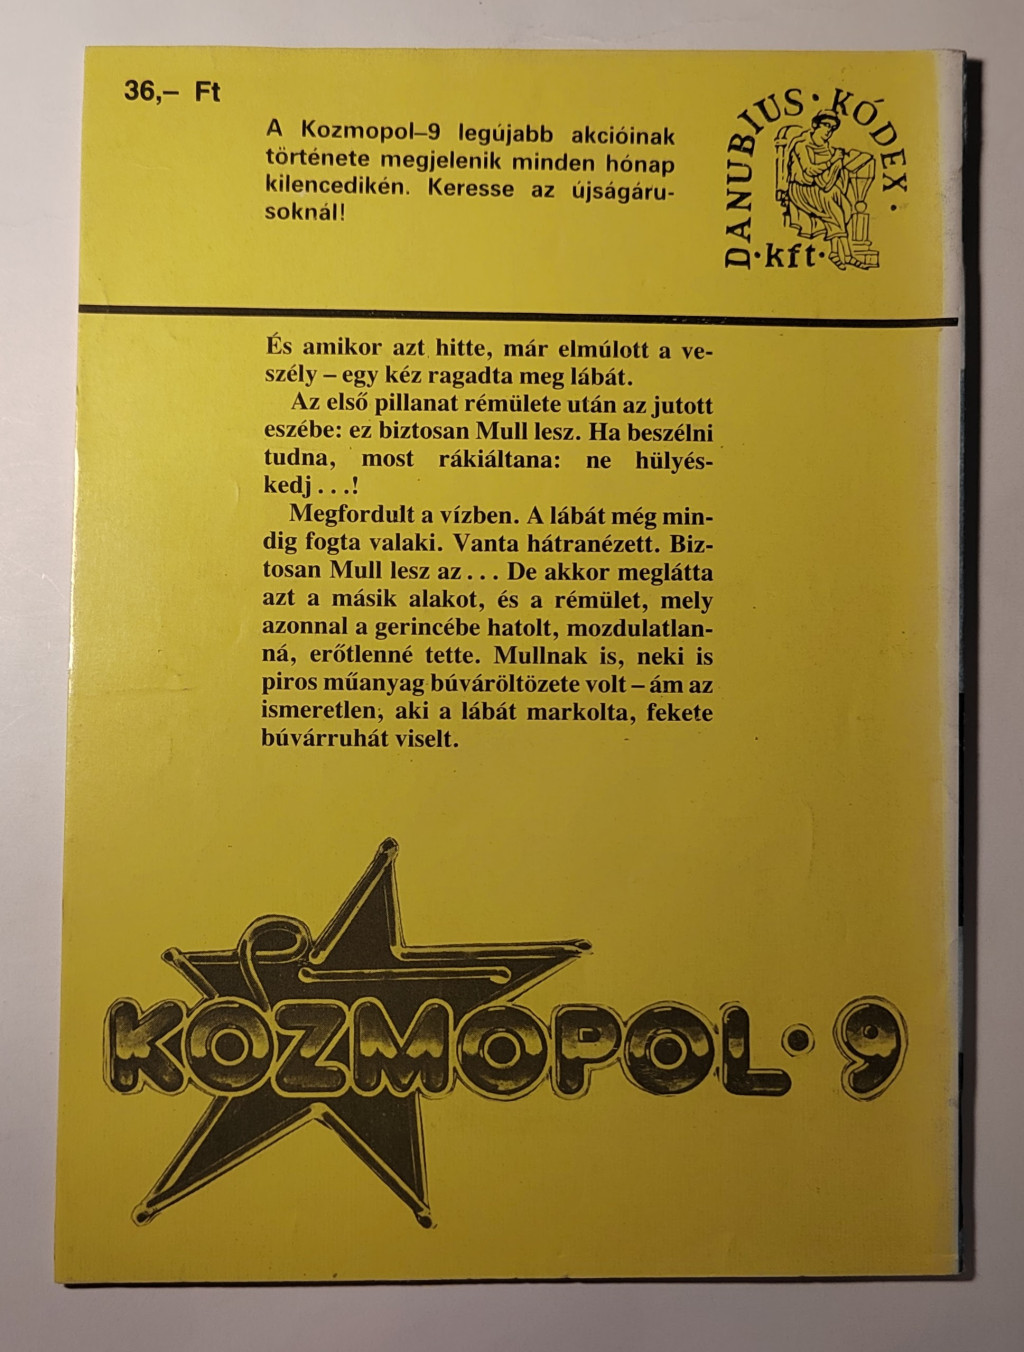 36,– Ft
A Kozmopol–9 legújabb akcióinak
története megjelenik minden hónap
kilencedikén. Keresse az újságáru-
soknál!
DANUBIUS · KÓDEX ·
·kft·
És amikor azt hitte, már elmúlott a ve-
szély – egy kéz ragadta meg lábát.
Az első pillanat rémülete után az jutott
eszébe: ez biztosan Mull lesz. Ha beszélni
tudna, most rákiáltana: ne hülyés-
kedj . . .!
Megfordult a vízben. A lábát még min-
dig fogta valaki. Vanta hátranézett. Biz-
tosan Mull lesz az . . . De akkor meglátta
azt a másik alakot, és a rémület, mely
azonnal a gerincébe hatolt, mozdulatlan-
ná, erőtlenné tette. Mullnak is, neki is
piros műanyag búváröltözete volt – ám az
ismeretlen, aki a lábát markolta, fekete
búvárruhát viselt.
KOZMOPOL · 9